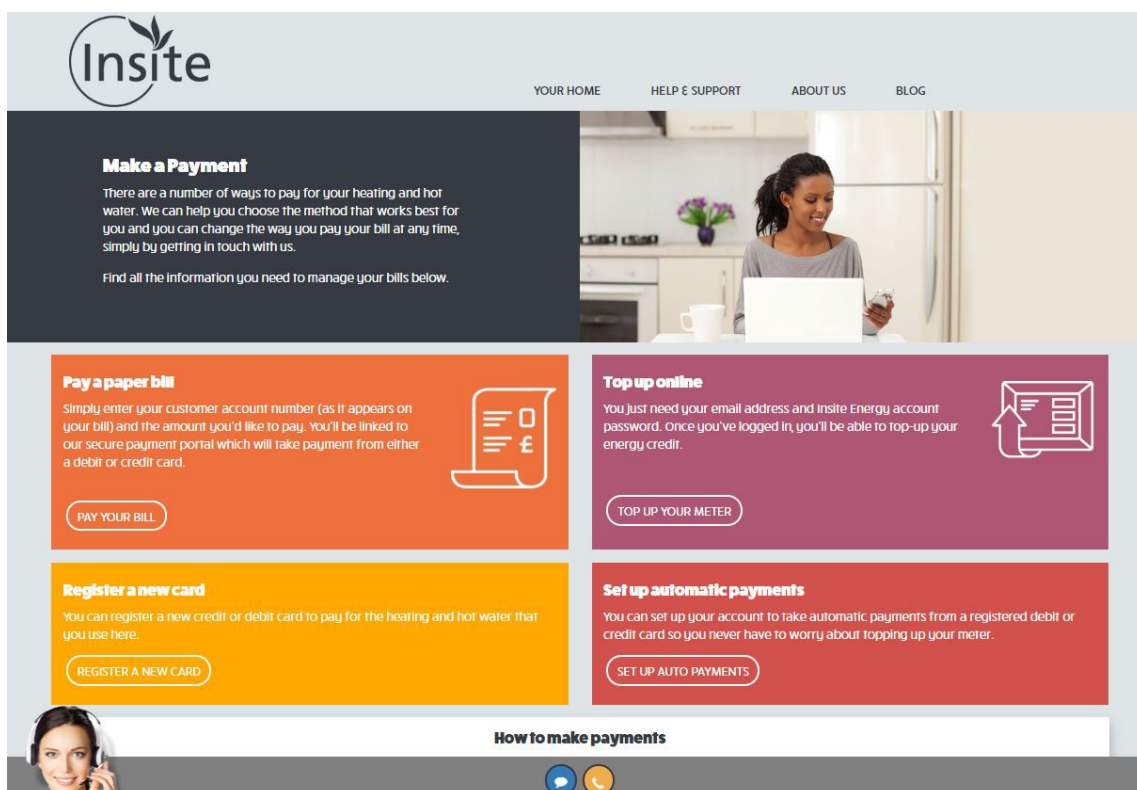 Insite
YOUR HOME HELP & SUPPORT ABOUT US BLOG
Make a Payment
There are a number of ways to pay for your heating and hot
water. We can help you choose the method that works best for
you and you can change the way you pay your bill at any time,
simply by getting in touch with us.
Find all the information you need to manage your bills below.
Pay a paper bill
Simply enter your customer account number (as it appears on
your bill) and the amount you'd like to pay. You'll be linked to
our secure payment portal which will take payment from either
a debit or credit card.
£
PAY YOUR BILL
Top up online
You just need your email address and Insite Energy account
password. Once you've logged in, you'll be able to top-up your
energy credit.
TOP UP YOUR METER
Register a new card
You can register a new credit or debit card to pay for the heating and hot water that
you use here.
REGISTER A NEW CARD
Set up automatic payments
You can set up your account to take automatic payments from a registered debit or
credit card so you never have to worry about topping up your meter.
SET UP AUTO PAYMENTS
How to make payments